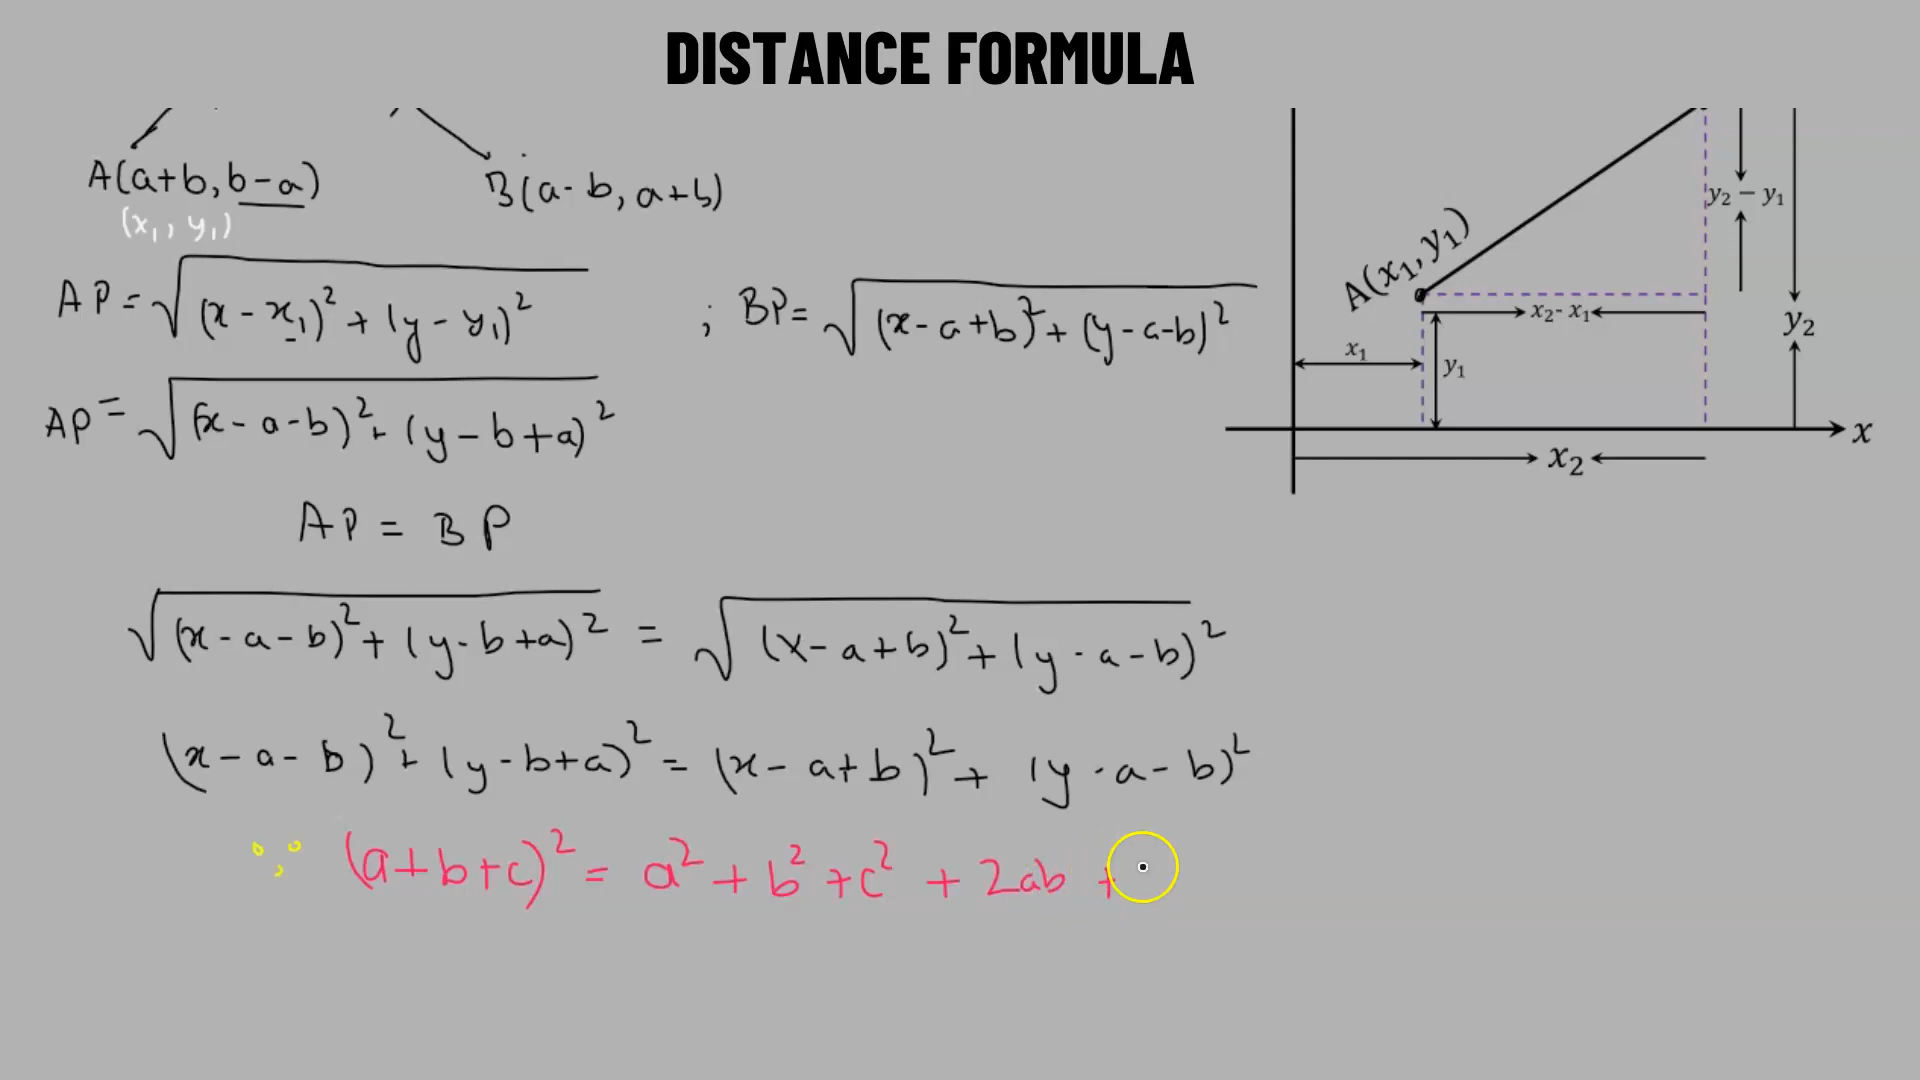 DISTANCE FORMULA
A(a+b, b-a)
B(a-b, a+b)
(x₁, y₁)
AP = √(x-x₁)²+(y-y₁)²
; BP = √(x-a+b)²+(y-a-b)²
AP = √(x-a-b)²+(y-b+a)²
AP = BP
√(x-a-b)²+(y-b+a)² = √(x-a+b)²+(y-a-b)²
(x-a-b)²+(y-b+a)² = (x-a+b)²+(y-a-b)²
∵ (a+b+c)² = a²+b²+c²+2ab+
y₂ − y₁
A(x₁, y₁)
x₂- x₁
y₂
x₁
y₁
x
x₂